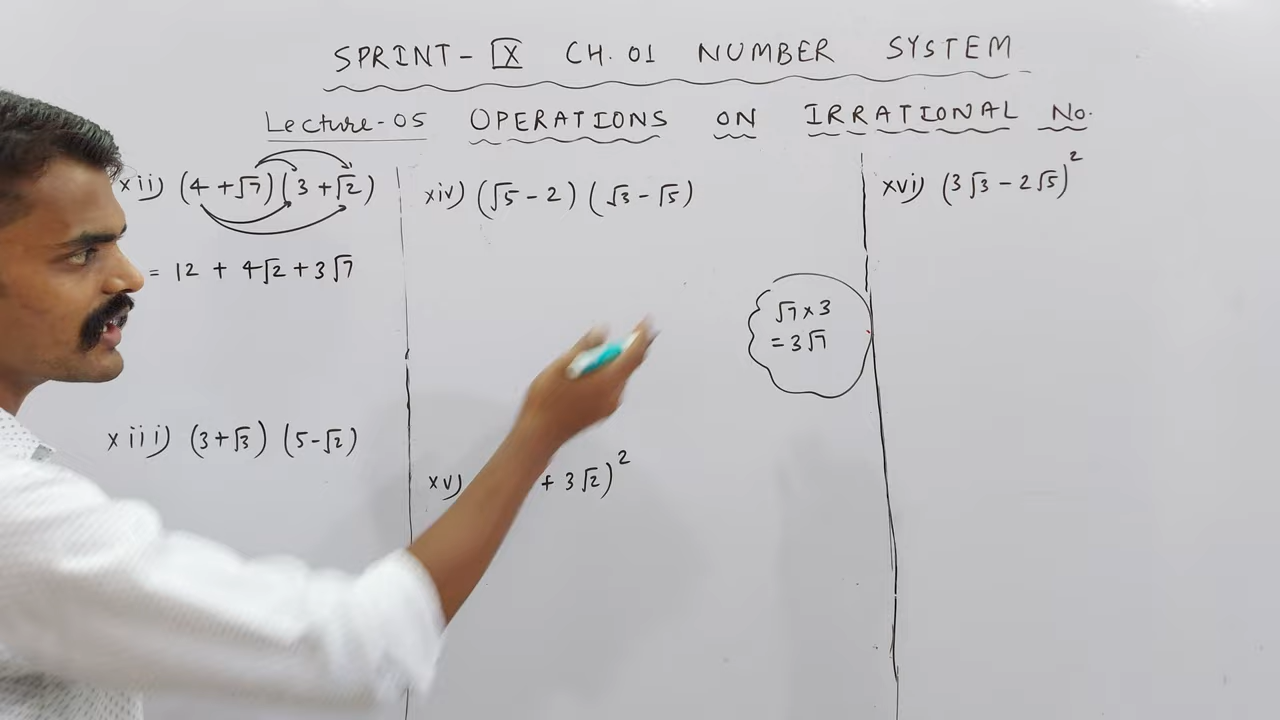 SPRINT-IX CH.01 NUMBER SYSTEM
Lecture-05 OPERATIONS ON IRRATIONAL No.
xii) (4+√7)(3+√2)
= 12 + 4√2 + 3√7
xiii) (3+√3) (5-√2)
xiv) (√5-2) (√3-√5)
√7×3
= 3√7
xv) + 3√2)²
xvi) (3√3-2√5)²